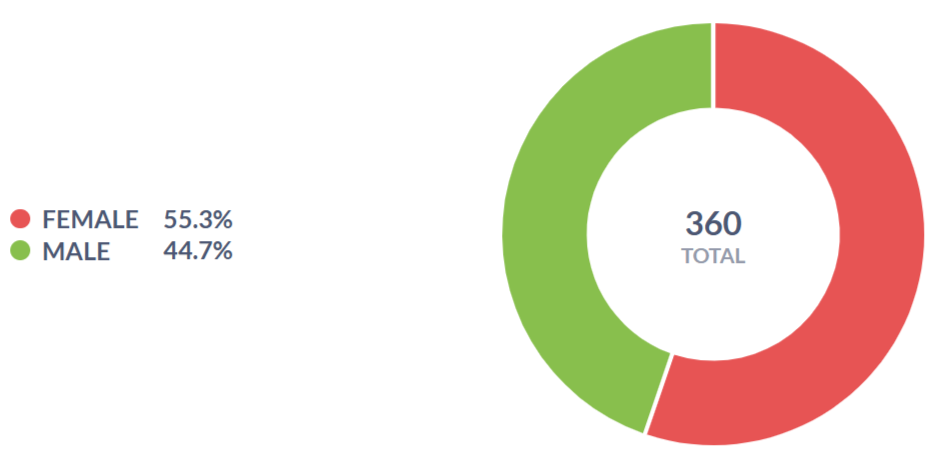 FEMALE 55.3%
MALE 44.7%
360
TOTAL